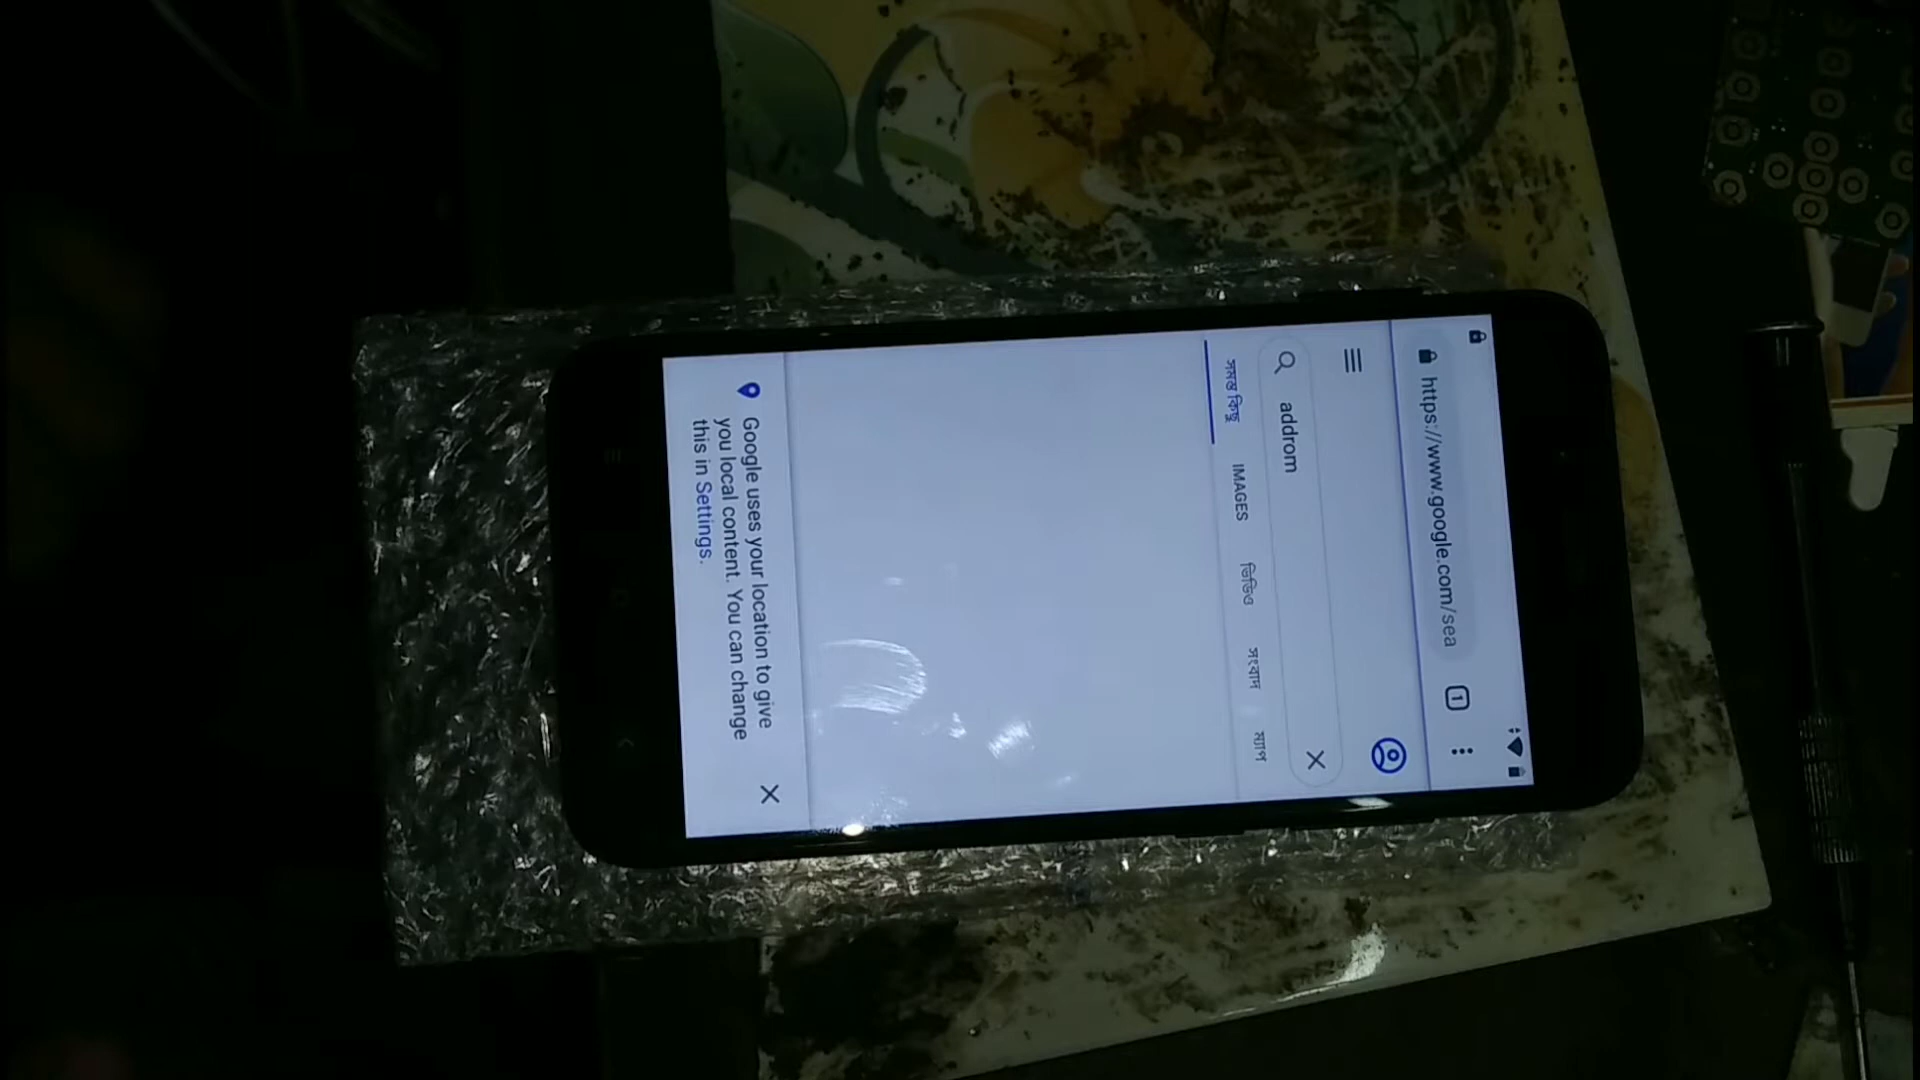 https://www.google.com/sea
1
addrom
সমস্ত কিছু IMAGES ভিডিও সংবাদ ম্যাপ
Google uses your location to give
you local content. You can change
this in Settings.